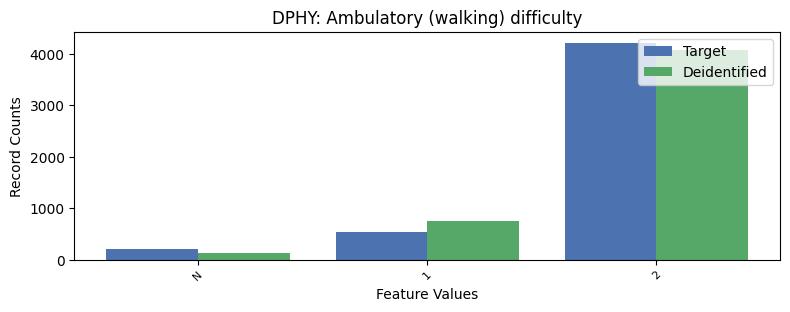 DPHY: Ambulatory (walking) difficulty
Target
Deidentified
Record Counts
4000
3000
2000
1000
0
N
1
2
Feature Values